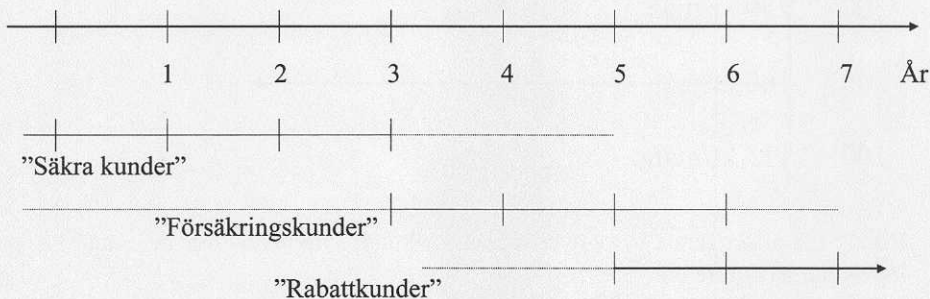 1 2 3 4 5 6 7 År
”Säkra kunder”
”Försäkringskunder”
”Rabattkunder”